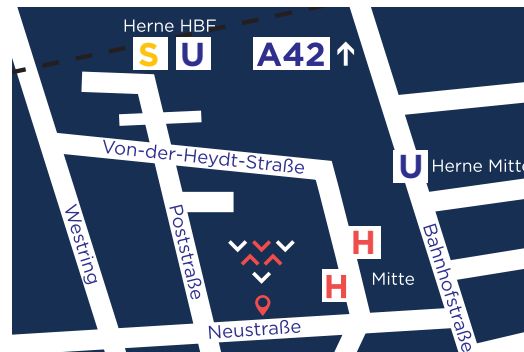 Herne HBF
S U A42
Von-der-Heydt-Straße
U Herne Mitte
Westring
Poststraße
Bahnhofstraße
H
H Mitte
Neustraße